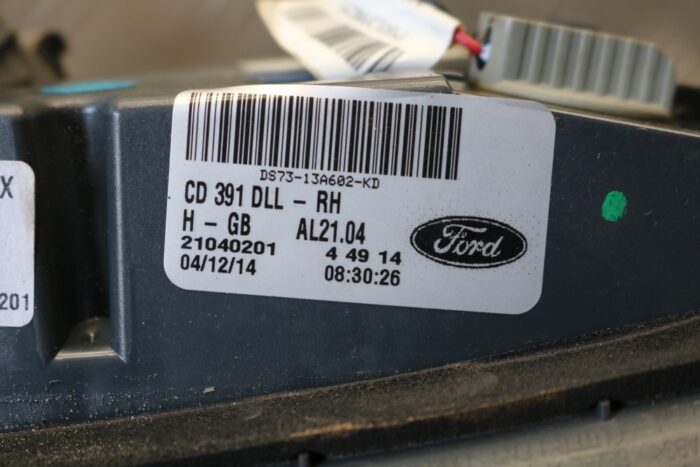 DS73-13A602-KD
CD 391 DLL - RH
H - GB AL21.04
21040201 4 49 14
04/12/14 08:30:26
Ford
X
201